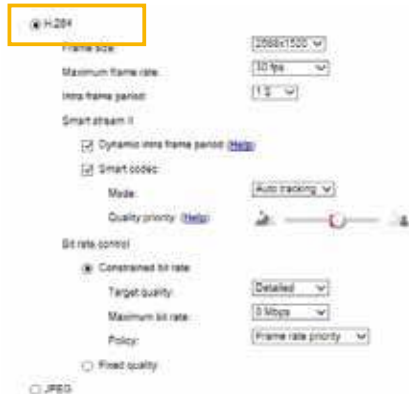 H.264
Frame size: 2688x1520
Maximum frame rate: 30 fps
Intra frame period: 1 S
Smart stream II
Dynamic intra frame period (Help)
Smart codec:
Mode: Auto tracking
Quality priority: (Help)
Bit rate control
Constrained bit rate:
Target quality: Detailed
Maximum bit rate: Mbps
Policy: Frame rate priority
Fixed quality:
JPEG